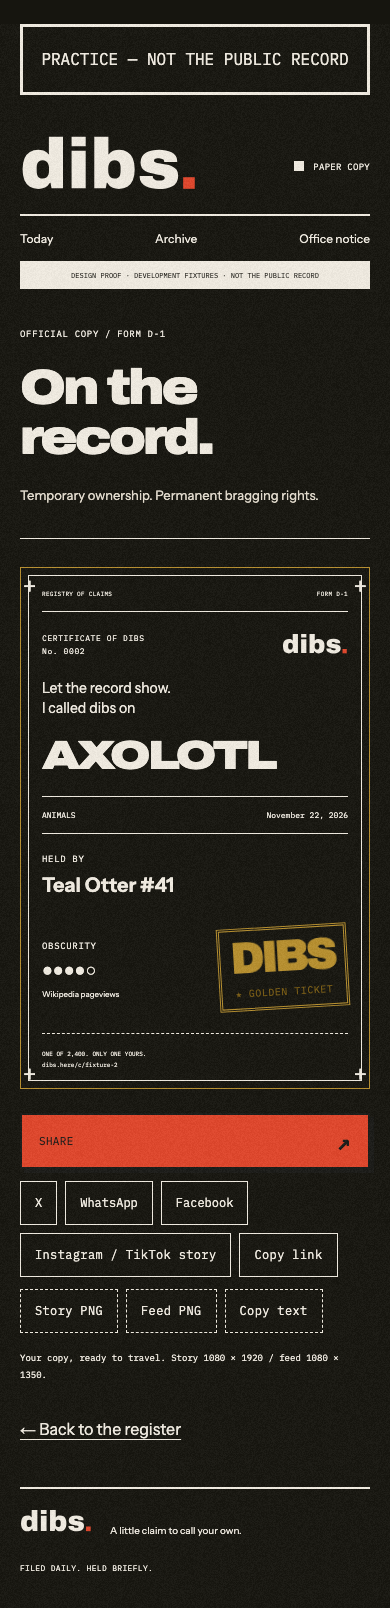 PRACTICE — NOT THE PUBLIC RECORD
dibs.
PAPER COPY
Today Archive Office notice
DESIGN PROOF · DEVELOPMENT FIXTURES · NOT THE PUBLIC RECORD
OFFICIAL COPY / FORM D-1
On the
record.
Temporary ownership. Permanent bragging rights.
REGISTRY OF CLAIMS FORM D-1
CERTIFICATE OF DIBS
No. 0002
dibs.
Let the record show.
I called dibs on
AXOLOTL
ANIMALS November 22, 2026
HELD BY
Teal Otter #41
OBSCURITY
Wikipedia pageviews
DIBS
★ GOLDEN TICKET
ONE OF 2,400. ONLY ONE YOURS.
dibs.here/c/fixture-2
SHARE ↗
X WhatsApp Facebook
Instagram / TikTok story Copy link
Story PNG Feed PNG Copy text
Your copy, ready to travel. Story 1080 × 1920 / feed 1080 ×
1350.
← Back to the register
dibs. A little claim to call your own.
FILED DAILY. HELD BRIEFLY.